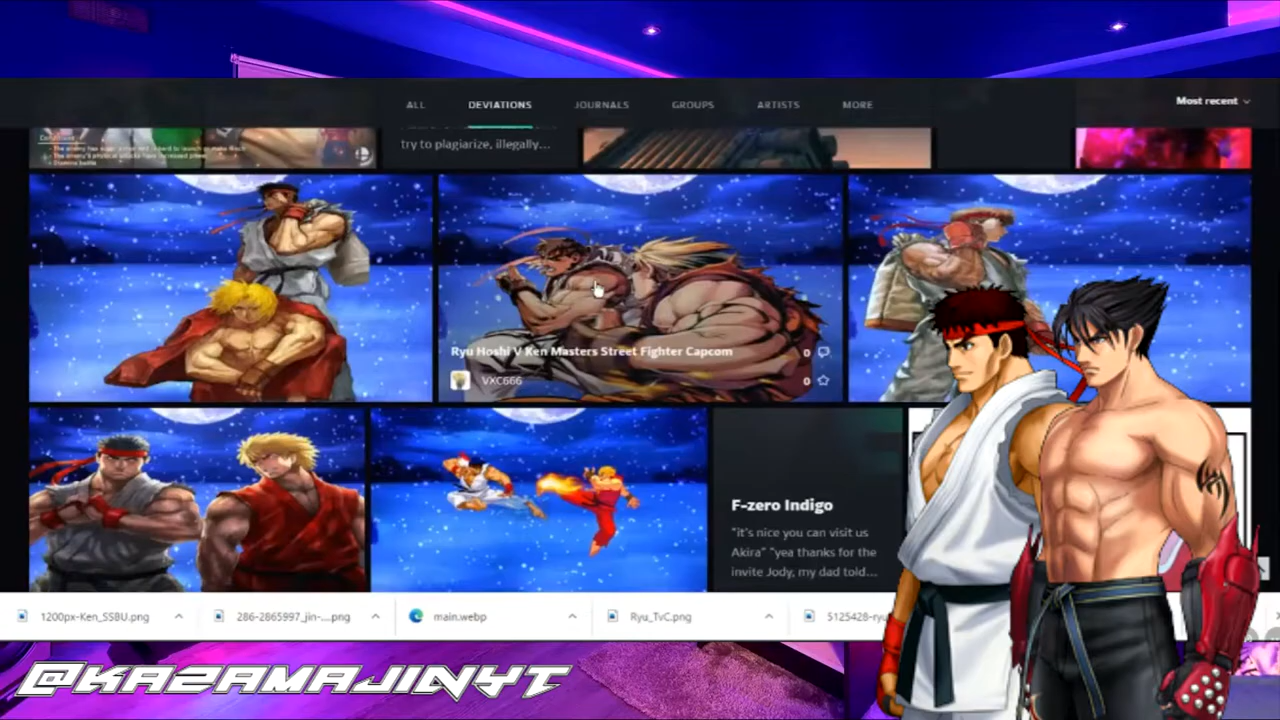 ALL DEVIATIONS JOURNALS GROUPS ARTISTS MORE Most recent
try to plagiarize, illegally...
Ryu Hoshi V Ken Masters Street Fighter Capcom 0
VXC666 0
F-zero Indigo
"it's nice you can visit us
Akira" "yea thanks for the
invite Jody, my dad told...
1200px-Ken_SSBU.png 286-2865997_jin-....png main.webp Ryu_TvC.png 5125428-ryu
@KAZAMAJINYT